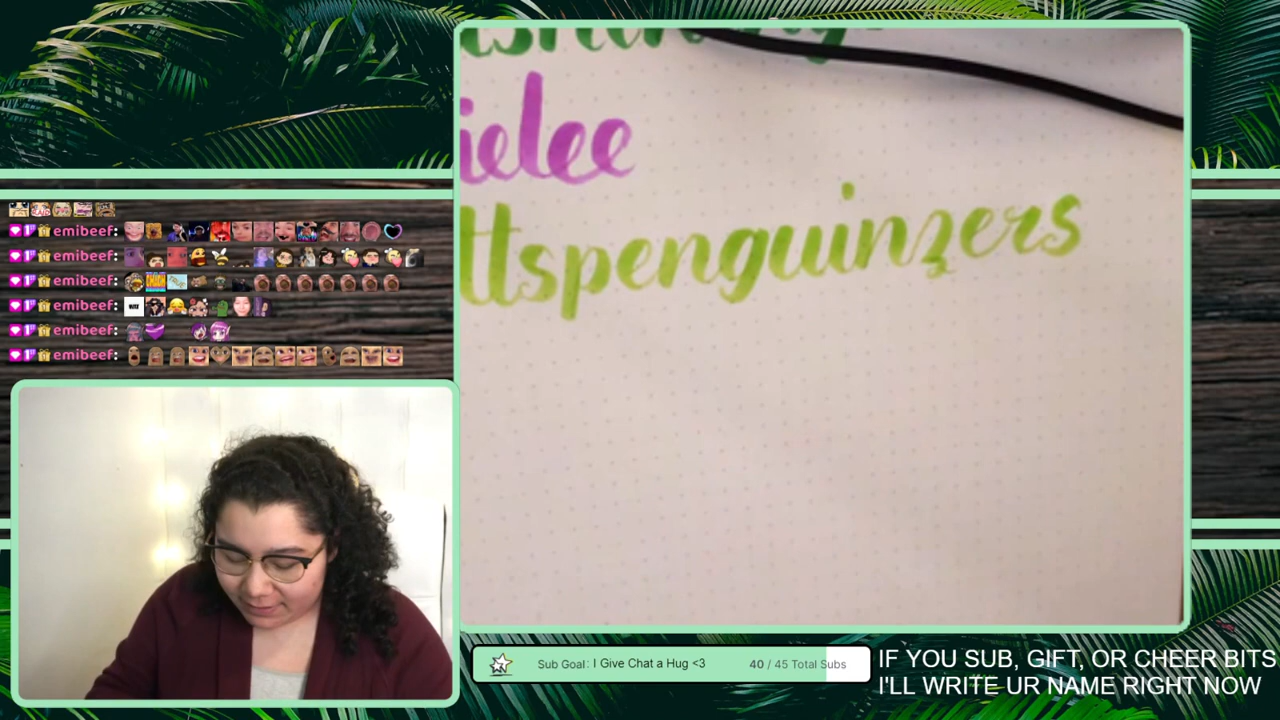 ielee
ttspenguinzers
emibeef:
emibeef:
emibeef:
emibeef:
emibeef:
emibeef:
Sub Goal: I Give Chat a Hug <3 40 / 45 Total Subs
IF YOU SUB, GIFT, OR CHEER BITS
I'LL WRITE UR NAME RIGHT NOW